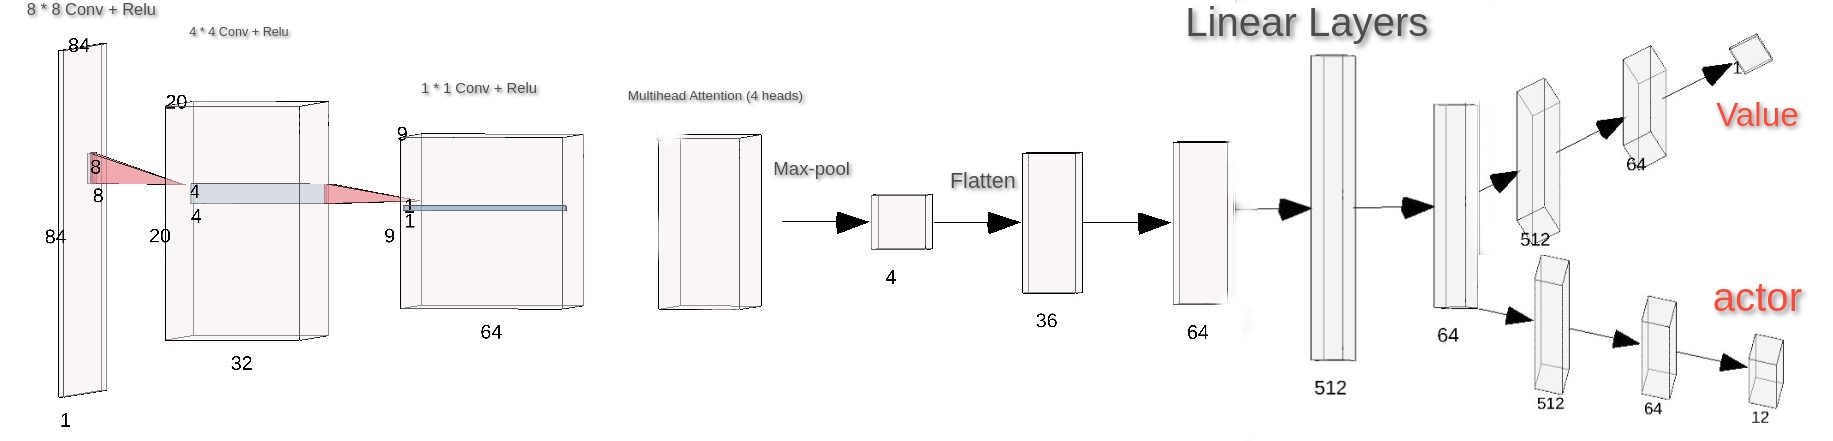 8 * 8 Conv + Relu
4 * 4 Conv + Relu
1 * 1 Conv + Relu
Multihead Attention (4 heads)
Max-pool
Flatten
Linear Layers
Value
actor
84
84
1
8
8
20
20
32
4
4
9
9
64
1
1
4
36
64
512
64
512
64
1
512
64
12